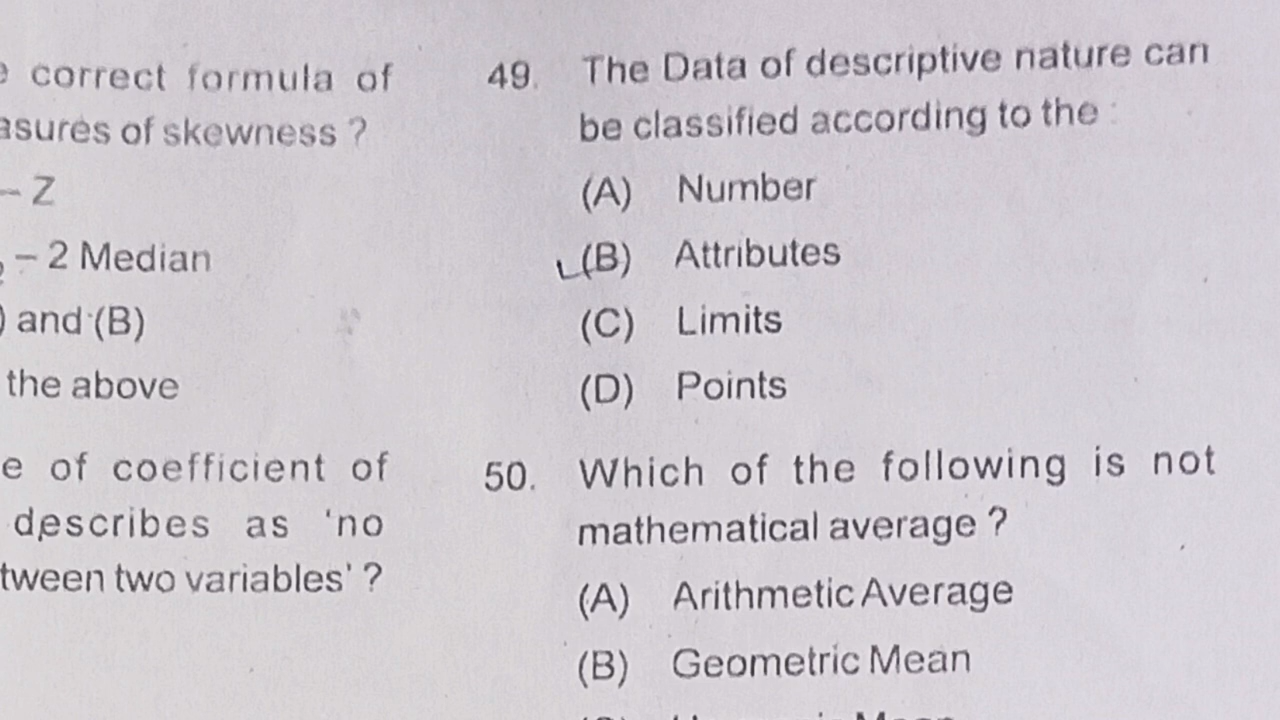 correct formula of
asures of skewness ?
– Z
– 2 Median
) and (B)
the above
e of coefficient of
describes as 'no
tween two variables' ?
49. The Data of descriptive nature can
be classified according to the :
(A) Number
(B) Attributes
(C) Limits
(D) Points
50. Which of the following is not
mathematical average ?
(A) Arithmetic Average
(B) Geometric Mean